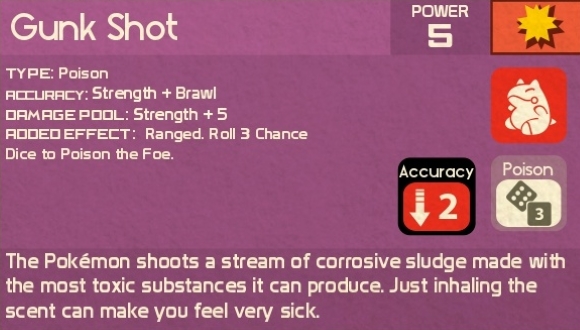 Gunk Shot
POWER
5
TYPE: Poison
ACCURACY: Strength + Brawl
DAMAGE POOL: Strength + 5
ADDED EFFECT: Ranged. Roll 3 Chance
Dice to Poison the Foe.
Accuracy
2
Poison
3
The Pokémon shoots a stream of corrosive sludge made with
the most toxic substances it can produce. Just inhaling the
scent can make you feel very sick.